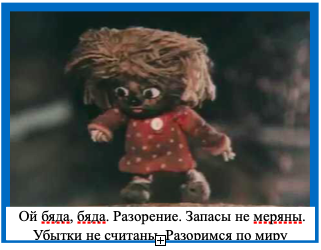 Ой бяда, бяда. Разорение. Запасы не меряны.
Убытки не считаны. Разоримся по миру